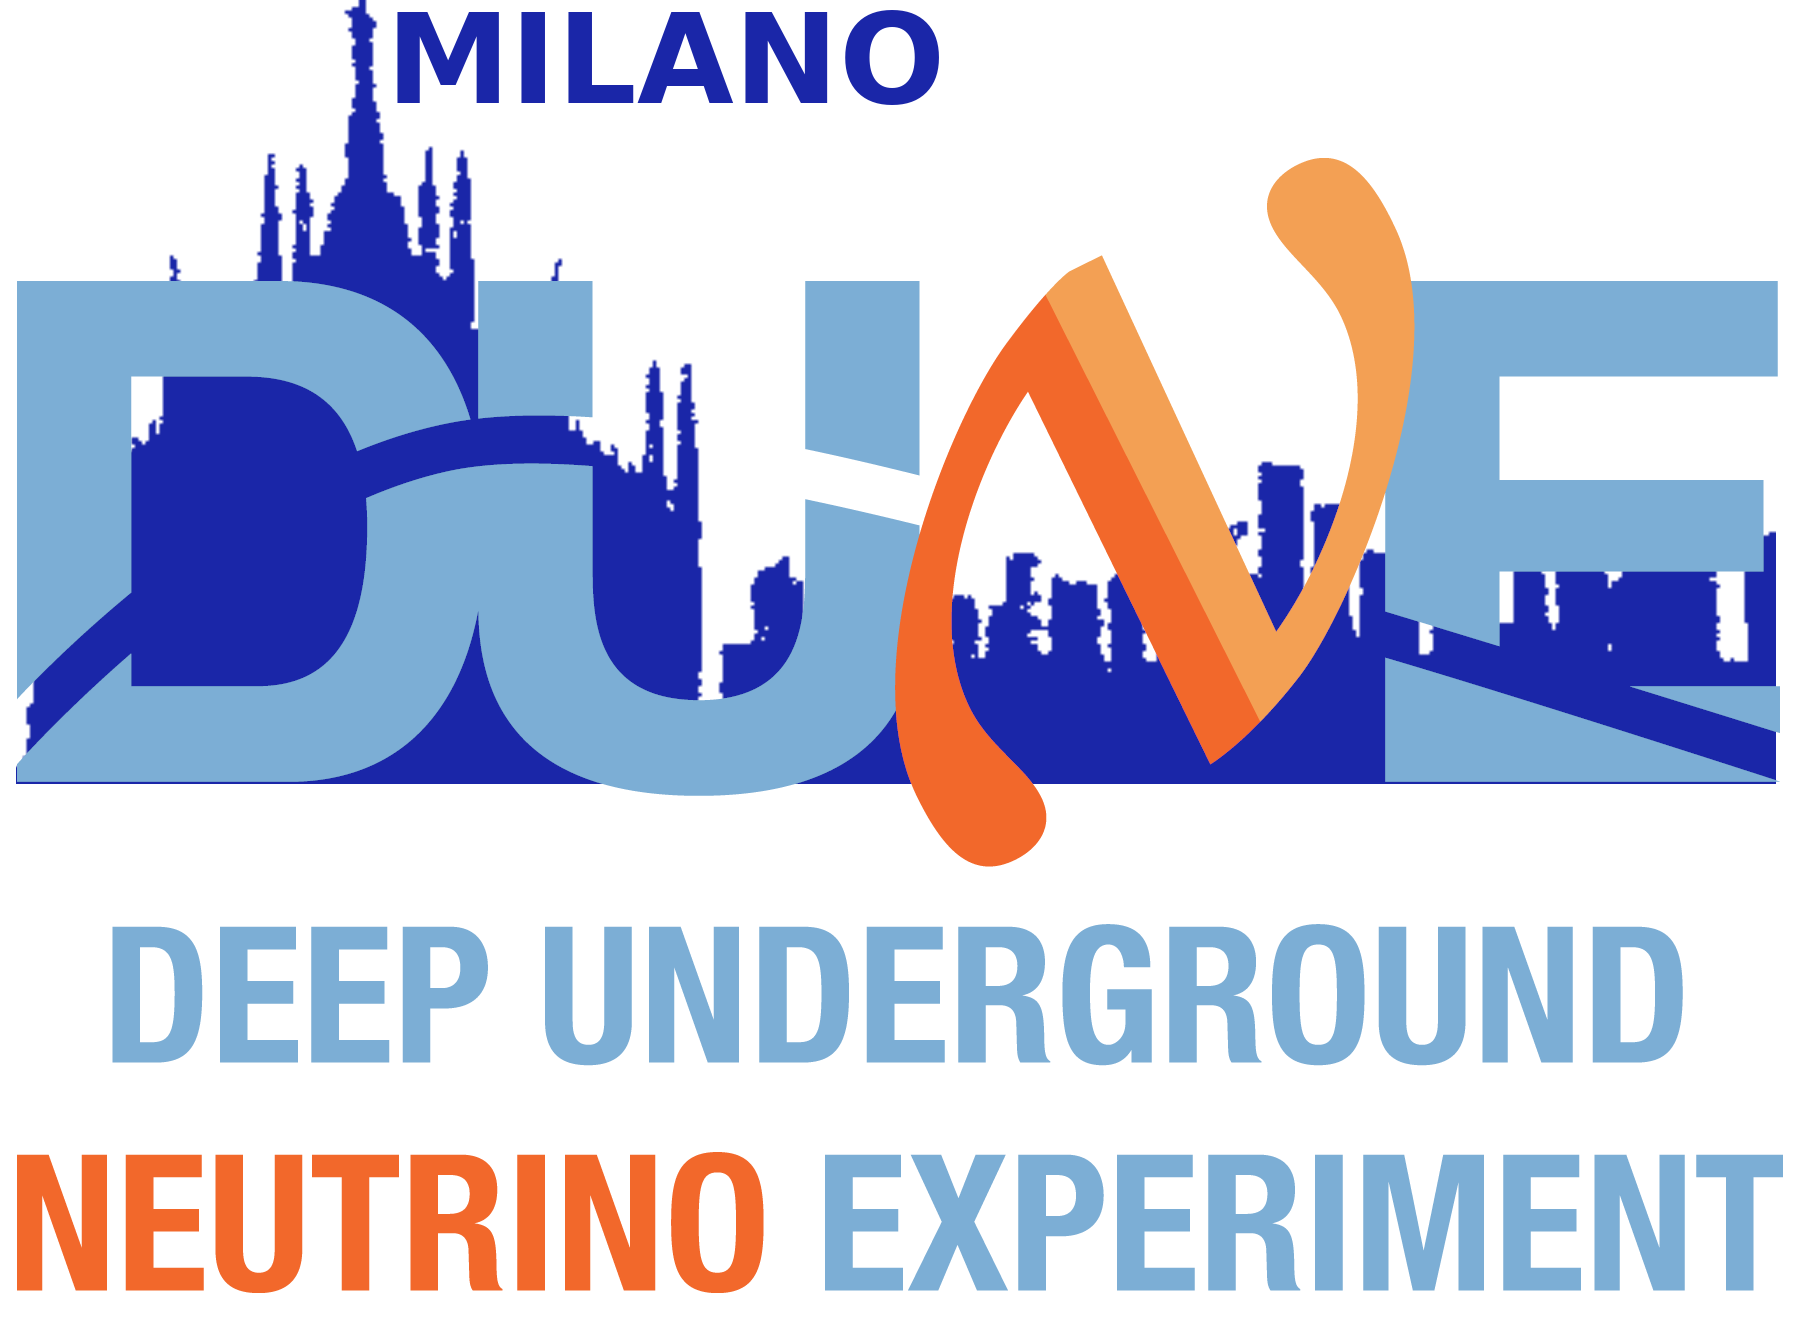 MILANO
DUNE
DEEP UNDERGROUND
NEUTRINO EXPERIMENT